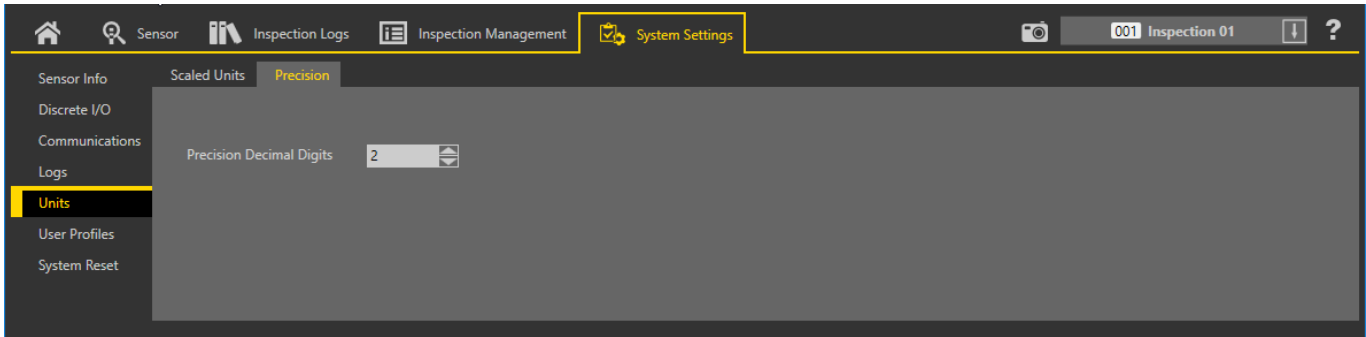 Sensor Inspection Logs Inspection Management System Settings 001 Inspection 01 ?
Sensor Info
Discrete I/O
Communications
Logs
Units
User Profiles
System Reset
Scaled Units Precision
Precision Decimal Digits 2